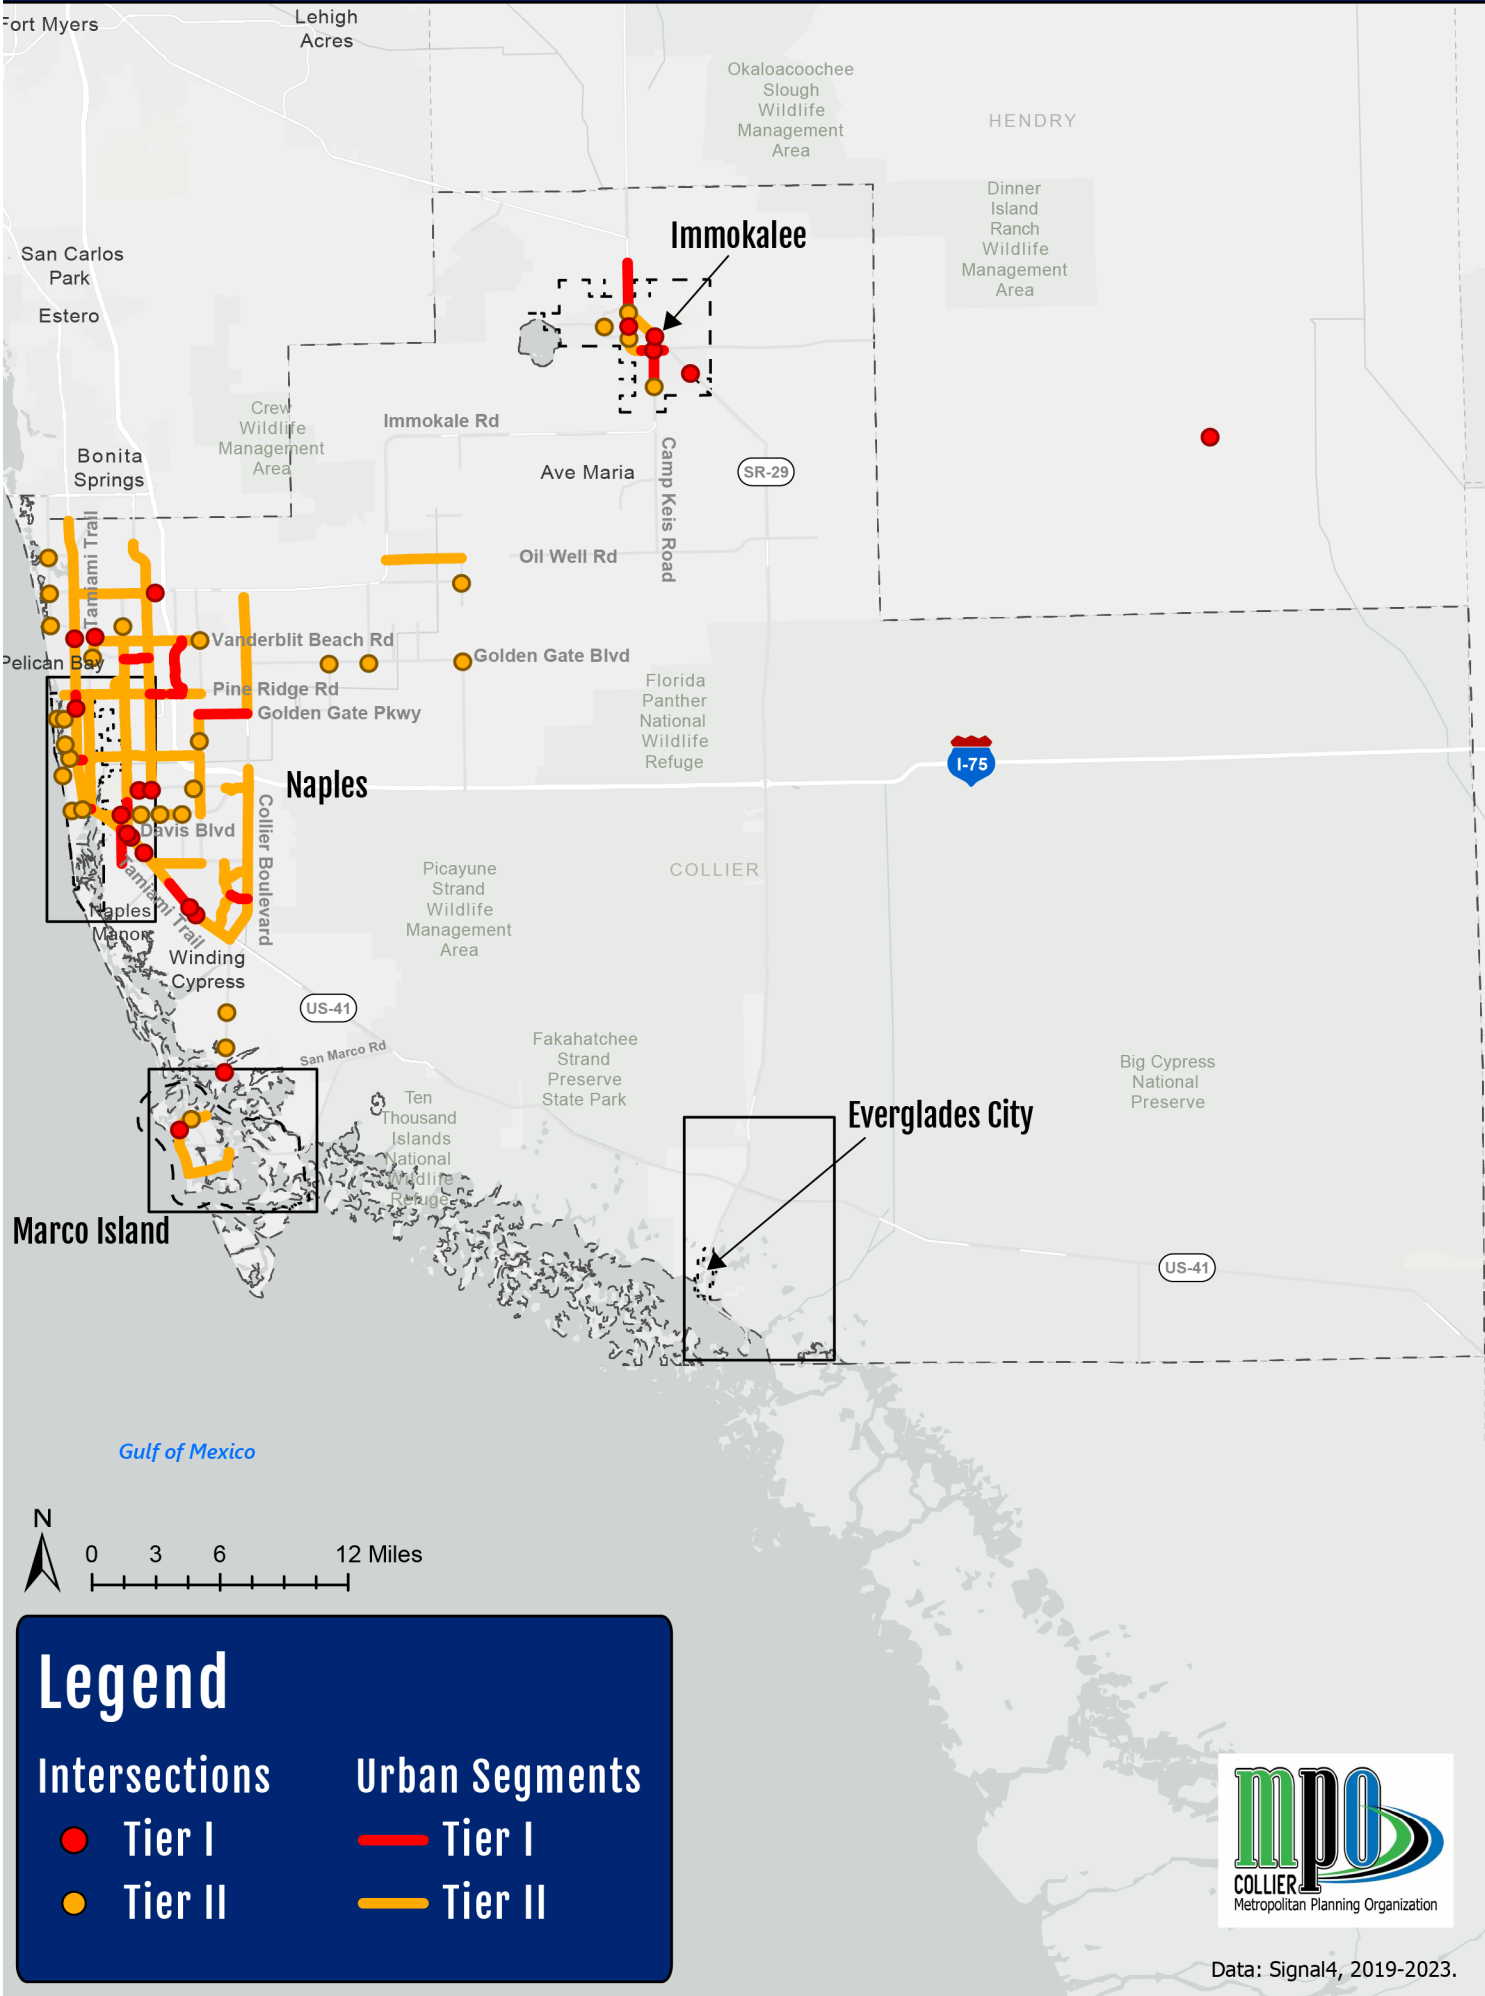 Fort Myers
Lehigh
Acres
Okaloacoochee
Slough
Wildlife
Management
Area
HENDRY
Dinner
Island
Ranch
Wildlife
Management
Area
San Carlos
Park
Estero
Immokalee
Crew
Wildlife
Management
Area
Immokale Rd
Bonita
Springs
Ave Maria
Camp Keis Road
SR-29
Tamiami Trail
Oil Well Rd
Vanderblit Beach Rd
Golden Gate Blvd
Pelican Bay
Pine Ridge Rd
Golden Gate Pkwy
Florida
Panther
National
Wildlife
Refuge
I-75
Naples
Davis Blvd
Collier Boulevard
Tamiami Trail
Picayune
Strand
Wildlife
Management
Area
COLLIER
Naples
Manor
Winding
Cypress
US-41
San Marco Rd
Fakahatchee
Strand
Preserve
State Park
Big Cypress
National
Preserve
Ten
Thousand
Islands
National
Wildlife
Refuge
Everglades City
Marco Island
US-41
Gulf of Mexico
N
0 3 6 12 Miles
Legend
Intersections Urban Segments
Tier I Tier I
Tier II Tier II
mpo
COLLIER
Metropolitan Planning Organization
Data: Signal4, 2019-2023.